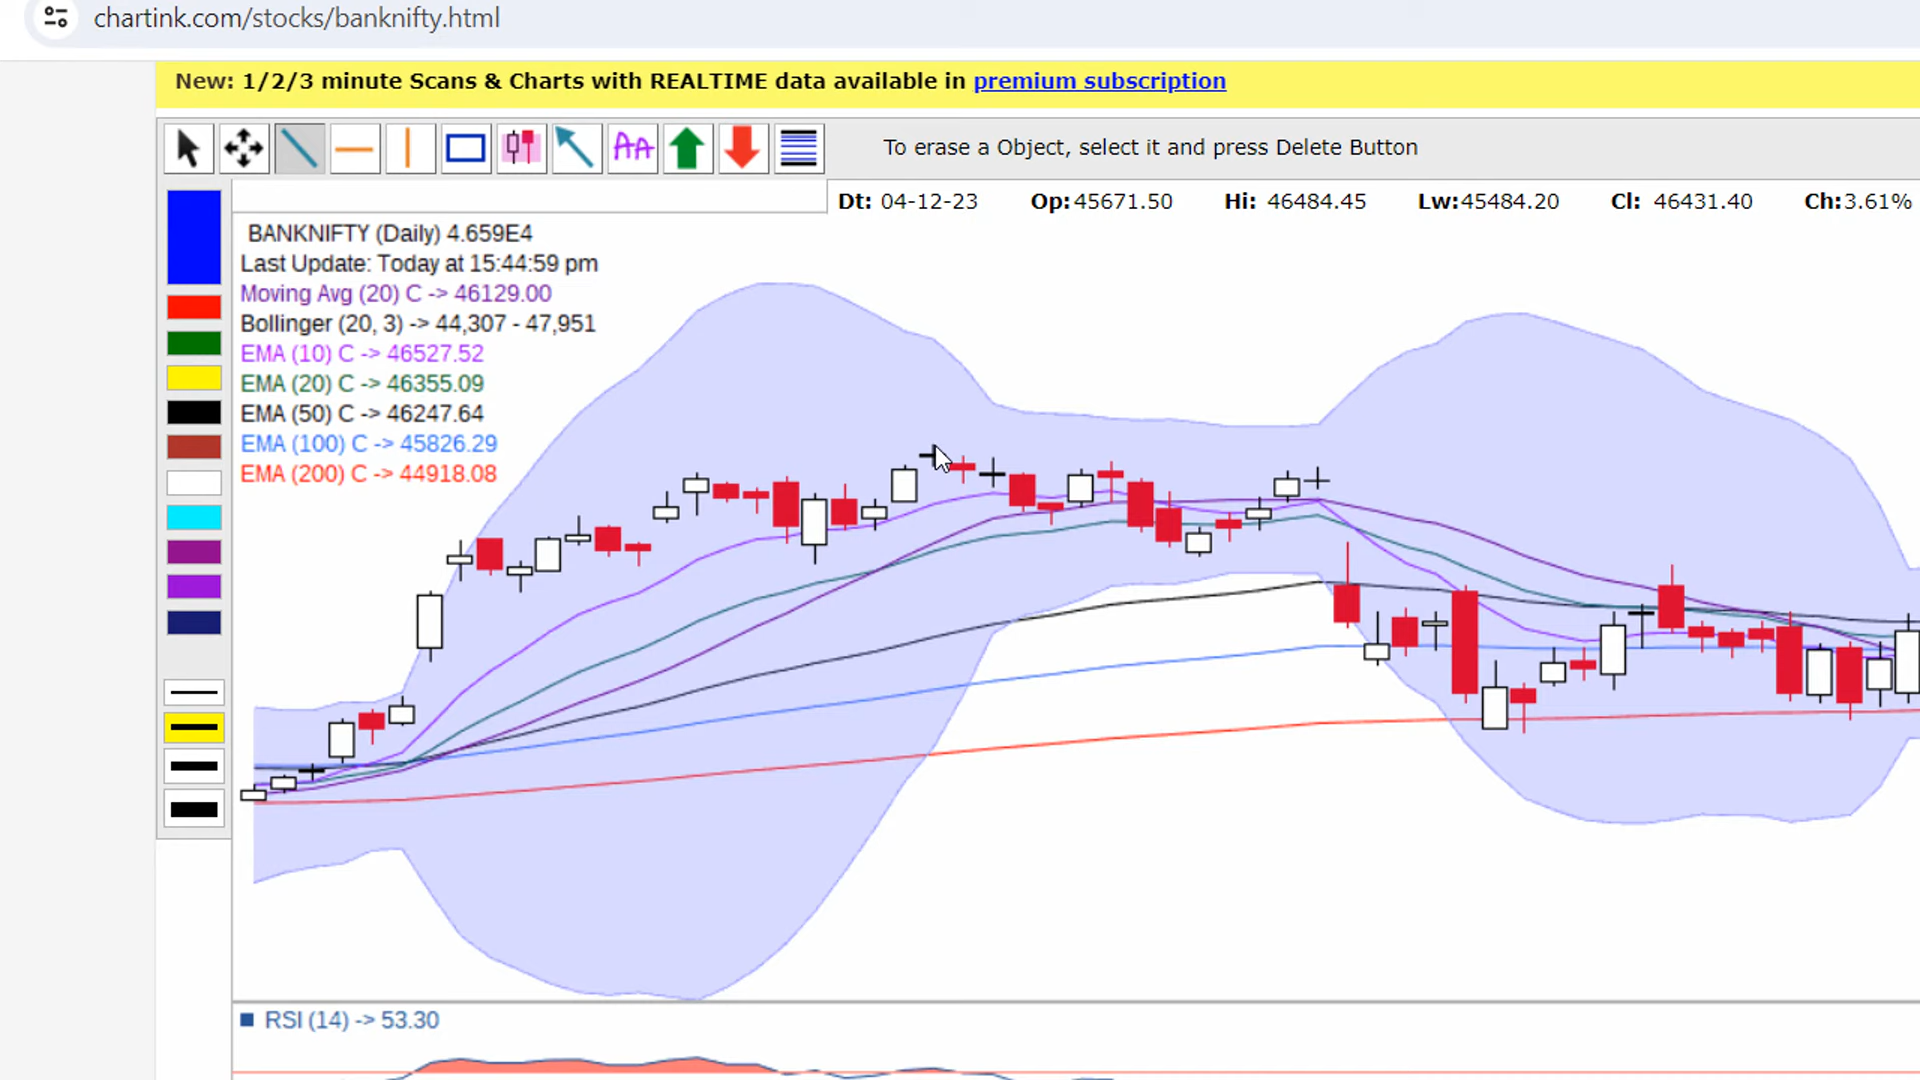 chartink.com/stocks/banknifty.html
New: 1/2/3 minute Scans & Charts with REALTIME data available in premium subscription
AA
To erase a Object, select it and press Delete Button
Dt: 04-12-23 Op:45671.50 Hi: 46484.45 Lw:45484.20 Cl: 46431.40 Ch:3.61%
BANKNIFTY (Daily) 4.659E4
Last Update: Today at 15:44:59 pm
Moving Avg (20) C -> 46129.00
Bollinger (20, 3) -> 44,307 - 47,951
EMA (10) C -> 46527.52
EMA (20) C -> 46355.09
EMA (50) C -> 46247.64
EMA (100) C -> 45826.29
EMA (200) C -> 44918.08
RSI (14) -> 53.30